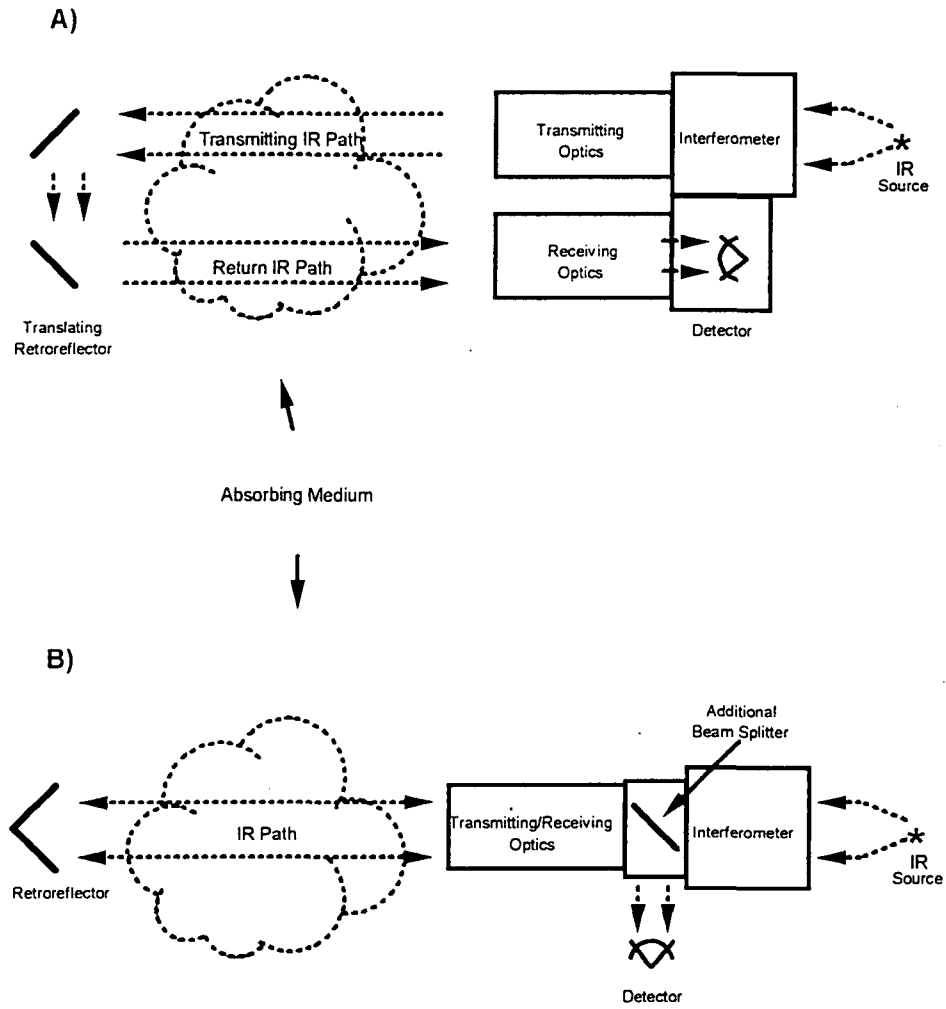 A)
Transmitting IR Path
Transmitting
Optics
Interferometer
IR
Source
Return IR Path
Receiving
Optics
Translating
Retroreflector
Detector
Absorbing Medium
B)
Additional
Beam Splitter
IR Path
Transmitting/Receiving
Optics
Interferometer
IR
Source
Retroreflector
Detector